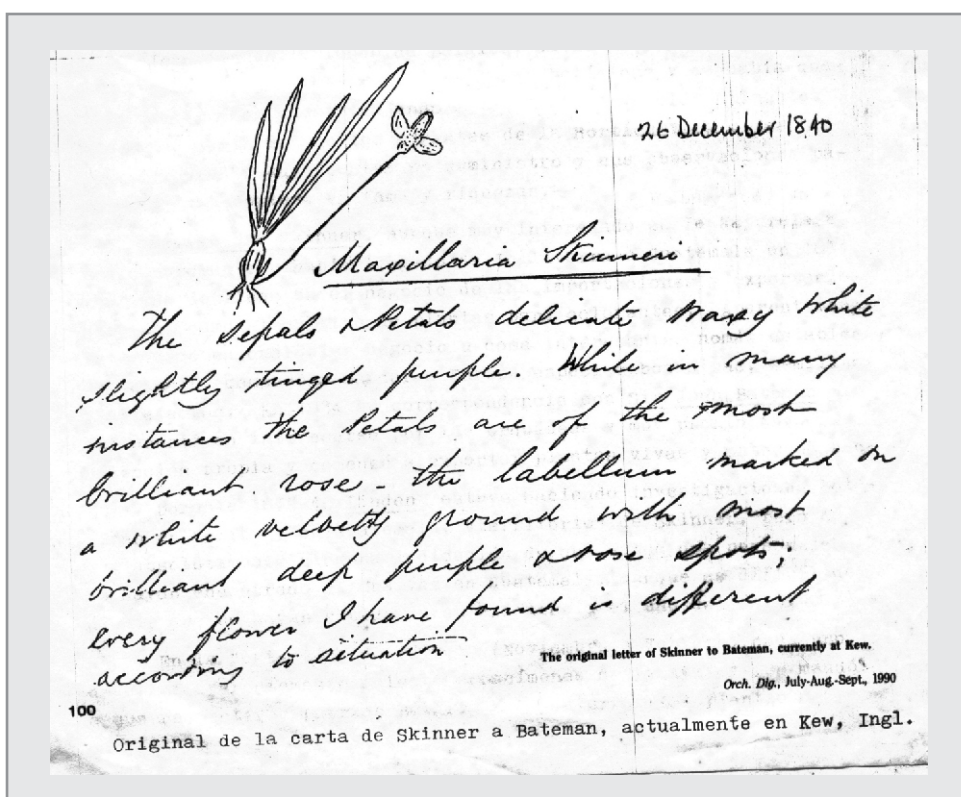 26 December 1840
Maxillaria Skinneri
The Sepals & Petals delicate waxy White
slightly tinged purple. While in many
instances the Petals are of the most
brilliant rose - the labellum marked on
a white velvety ground with most
brilliant deep purple & rose spots;
every flower I have found is different
according to situation
The original letter of Skinner to Bateman, currently at Kew.
Orch. Dig., July-Aug.-Sept., 1990
100
Original de la carta de Skinner a Bateman, actualmente en Kew, Ingl.